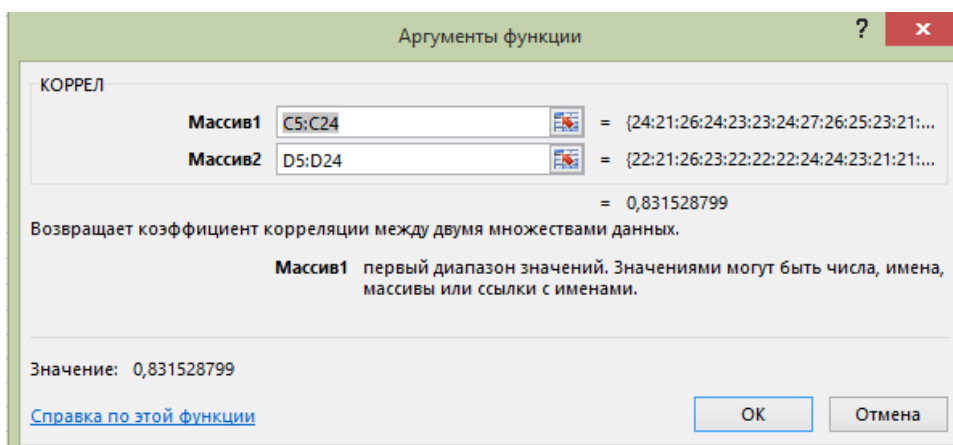 Аргументы функции ? x
КОРРЕЛ
Массив1 C5:C24 = {24:21:26:24:23:23:24:27:26:25:23:21:...
Массив2 D5:D24 = {22:21:26:23:22:22:22:24:24:23:21:21:...
= 0,831528799
Возвращает коэффициент корреляции между двумя множествами данных.
Массив1 первый диапазон значений. Значениями могут быть числа, имена,
массивы или ссылки с именами.
Значение: 0,831528799
Справка по этой функции ОК Отмена